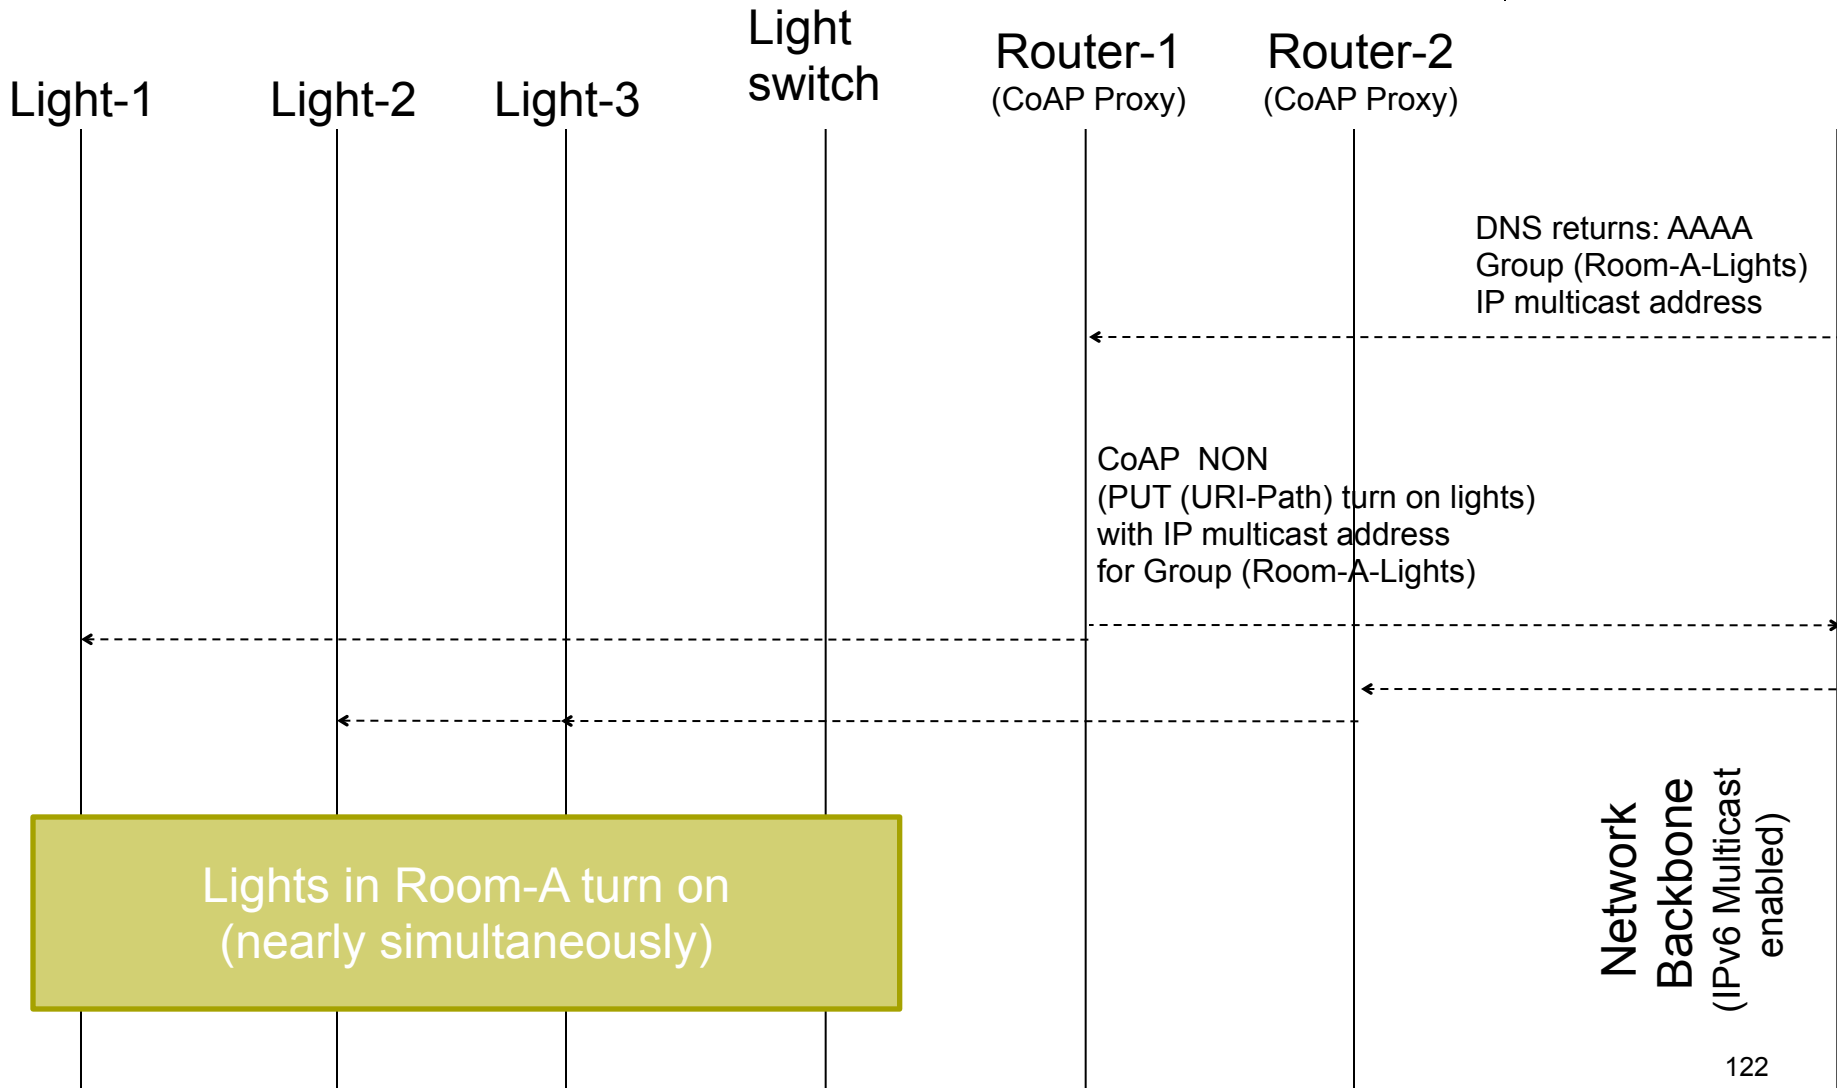 Light-1
Light-2
Light-3
Light
switch
Router-1
(CoAP Proxy)
Router-2
(CoAP Proxy)
DNS returns: AAAA
Group (Room-A-Lights)
IP multicast address
CoAP  NON
(PUT (URI-Path) turn on lights)
with IP multicast address
for Group (Room-A-Lights)
Lights in Room-A turn on
(nearly simultaneously)
Network
Backbone
(IPv6 Multicast
enabled)
122